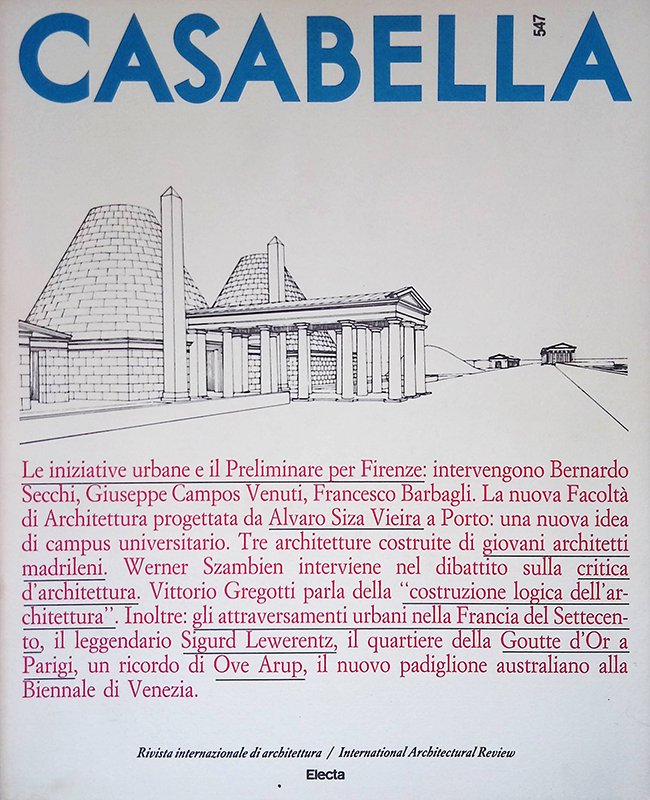 CASABELLA
547
Le iniziative urbane e il Preliminare per Firenze: intervengono Bernardo
Secchi, Giuseppe Campos Venuti, Francesco Barbagli. La nuova Facoltà
di Architettura progettata da Alvaro Siza Vieira a Porto: una nuova idea
di campus universitario. Tre architetture costruite di giovani architetti
madrileni. Werner Szambien interviene nel dibattito sulla critica
d'architettura. Vittorio Gregotti parla della “costruzione logica dell'ar-
chitettura”. Inoltre: gli attraversamenti urbani nella Francia del Settecen-
to, il leggendario Sigurd Lewerentz, il quartiere della Goutte d'Or a
Parigi, un ricordo di Ove Arup, il nuovo padiglione australiano alla
Biennale di Venezia.
Rivista internazionale di architettura / International Architectural Review
Electa